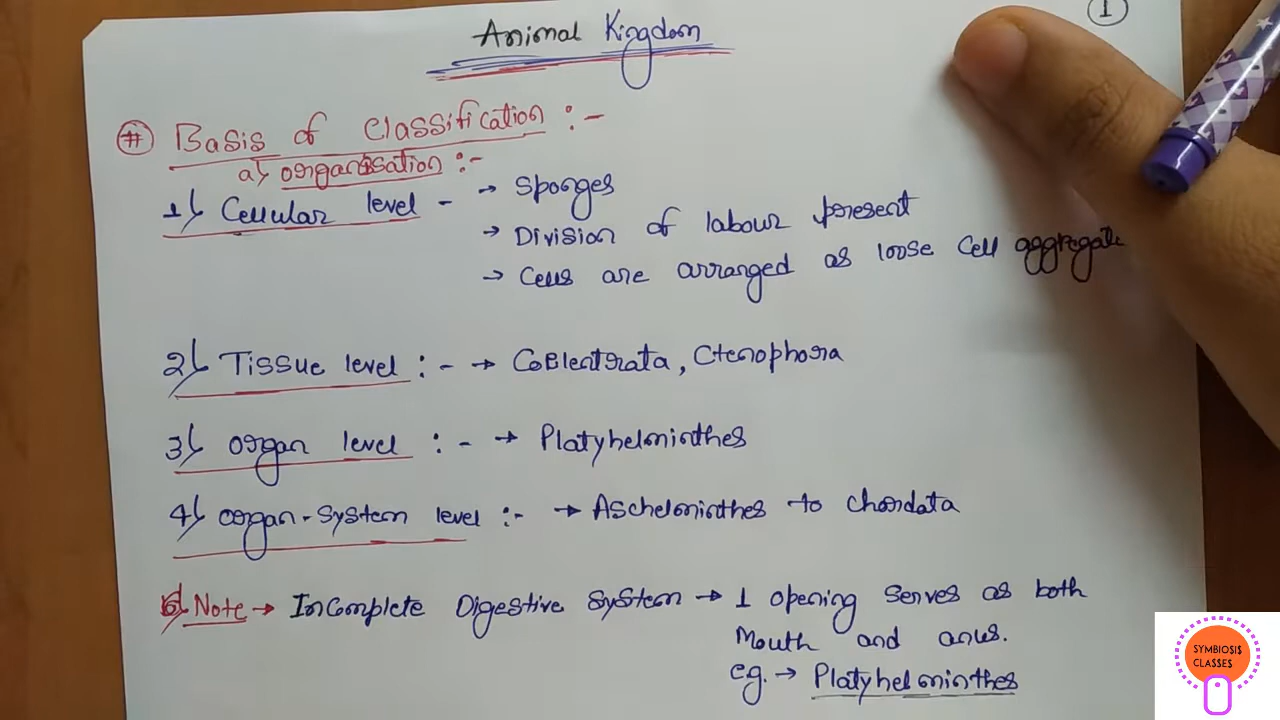 Animal Kingdom
1
# Basis of Classification :-
a) organisation :-
1) Cellular level - → Sponges
→ Division of labour present
→ Cells are arranged as loose cell aggregate
2) Tissue level :- → CoElentrata, Ctenophora
3) organ level :- → Platyhelminthes
4) organ-system level :- → Aschelminthes to Chordata
Note → Incomplete Digestive System → 1 opening serves as both
Mouth and anus.
eg. → Platyhelminthes
SYMBIOSIS
CLASSES